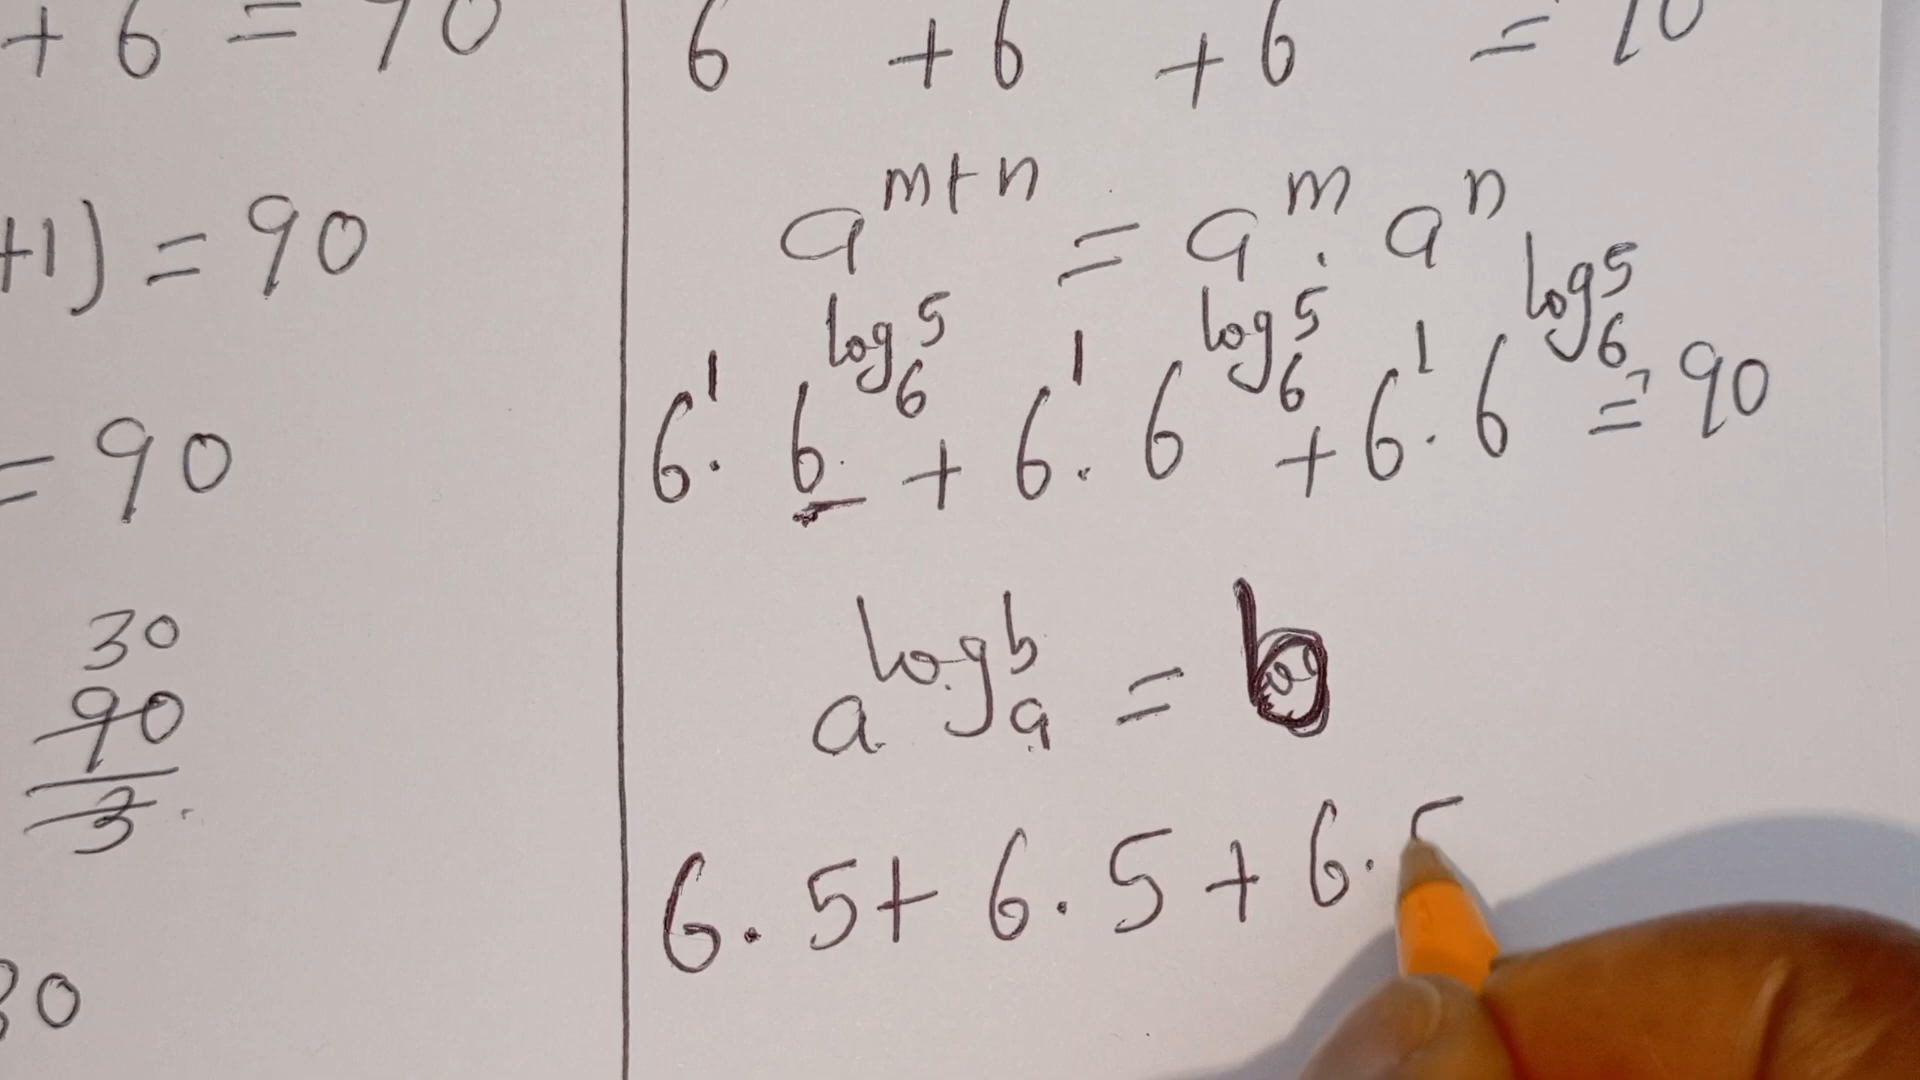 + 6 = 90
+1) = 90
= 90
30
90
3
30
6 + 6 + 6 = 90
a^{m+n} = a^m . a^n
6^1 . 6^{log_6 5} + 6^1 . 6^{log_6 5} + 6^1 . 6^{log_6 5} = 90
a^{log_a b} = b
6 . 5 + 6 . 5 + 6 . 5